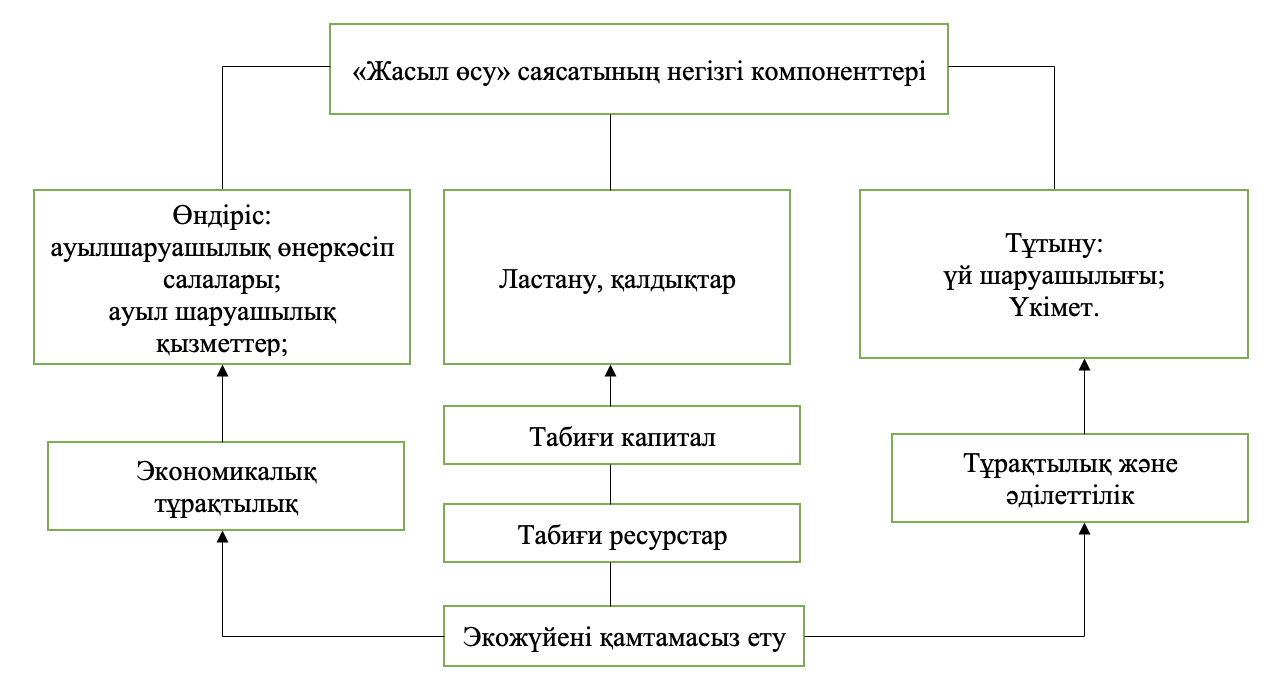 «Жасыл өсу» саясатының негізгі компоненттері
Өндіріс:
ауылшаруашылық өнеркәсіп
салалары;
ауыл шаруашылық
қызметтер;
Ластану, қалдықтар
Тұтыну:
үй шаруашылығы;
Үкімет.
Экономикалық
тұрақтылық
Табиғи капитал
Табиғи ресурстар
Тұрақтылық және
әділеттілік
Экожүйені қамтамасыз ету